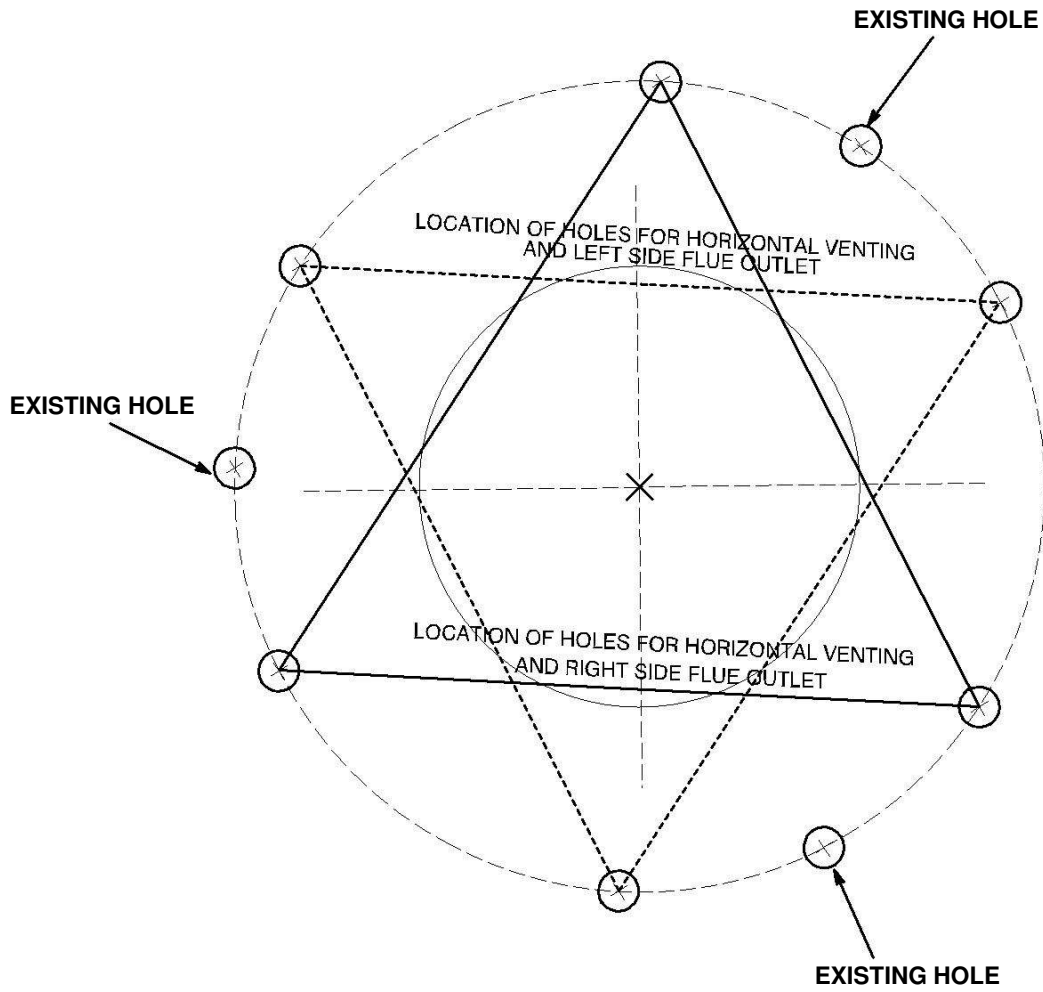 EXISTING HOLE
LOCATION OF HOLES FOR HORIZONTAL VENTING
AND LEFT SIDE FLUE OUTLET
EXISTING HOLE
LOCATION OF HOLES FOR HORIZONTAL VENTING
AND RIGHT SIDE FLUE OUTLET
EXISTING HOLE